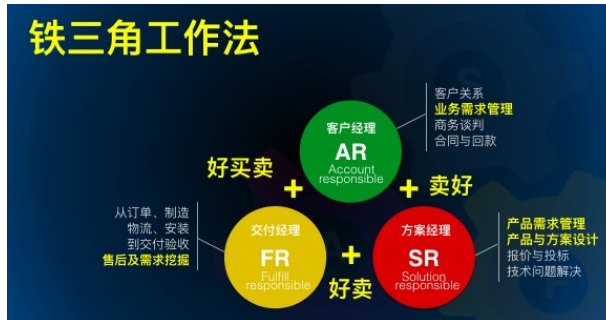 铁三角工作法
客户关系
业务需求管理
商务谈判
合同与回款
客户经理
AR
Account
responsible
好买卖
+
+
卖好
从订单、制造
物流、安装
到交付验收
售后及需求挖掘
交付经理
FR
Fulfill
responsible
+
好卖
方案经理
SR
Solution
responsible
产品需求管理
产品与方案设计
报价与投标
技术问题解决